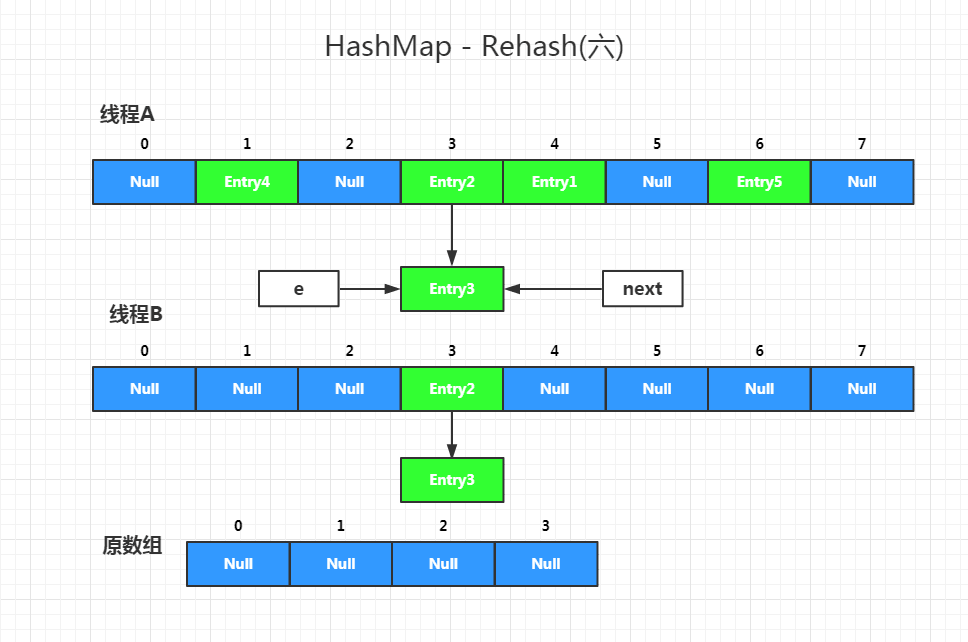 HashMap - Rehash(六)
线程A
0 1 2 3 4 5 6 7
Null Entry4 Null Entry2 Entry1 Null Entry5 Null
e Entry3 next
线程B
0 1 2 3 4 5 6 7
Null Null Null Entry2 Null Null Null Null
Entry3
原数组
0 1 2 3
Null Null Null Null